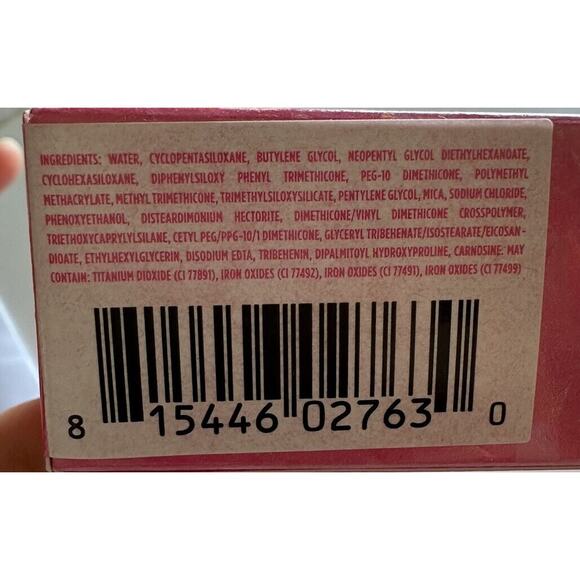 INGREDIENTS: WATER, CYCLOPENTASILOXANE, BUTYLENE GLYCOL, NEOPENTYL GLYCOL DIETHYLHEXANOATE,
CYCLOHEXASILOXANE, DIPHENYLSILOXY PHENYL TRIMETHICONE, PEG-10 DIMETHICONE, POLYMETHYL
METHACRYLATE, METHYL TRIMETHICONE, TRIMETHYLSILOXYSILICATE, PENTYLENE GLYCOL, MICA, SODIUM CHLORIDE,
PHENOXYETHANOL, DISTEARDIMONIUM HECTORITE, DIMETHICONE/VINYL DIMETHICONE CROSSPOLYMER,
TRIETHOXYCAPRYLYLSILANE, CETYL PEG/PPG-10/1 DIMETHICONE, GLYCERYL TRIBEHENATE/ISOSTEARATE/EICOSAN-
DIOATE, ETHYLHEXYLGLYCERIN, DISODIUM EDTA, TRIBEHENIN, DIPALMITOYL HYDROXYPROLINE, CARNOSINE: MAY
CONTAIN: TITANIUM DIOXIDE (CI 77891), IRON OXIDES (CI 77492), IRON OXIDES (CI 77491), IRON OXIDES (CI 77499)
8 15446 02763 0